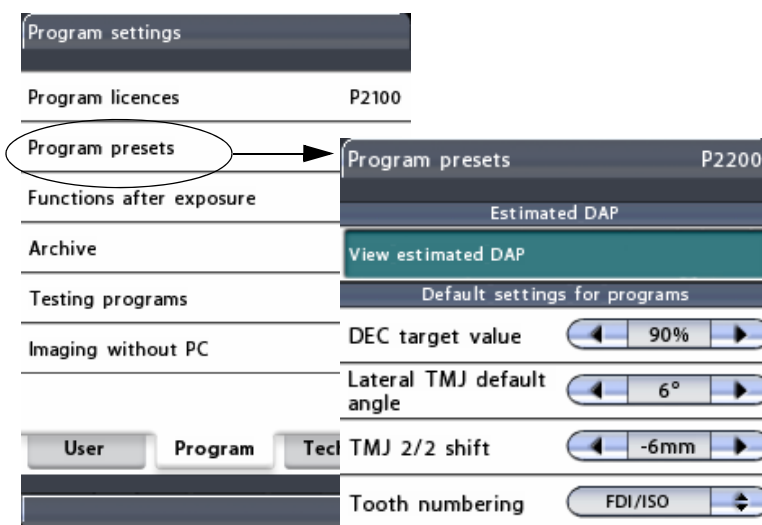 Program settings
Program licences P2100
Program presets
Functions after exposure
Archive
Testing programs
Imaging without PC
User Program Tecl
Program presets P2200
Estimated DAP
View estimated DAP
Default settings for programs
DEC target value 90%
Lateral TMJ default
angle 6°
TMJ 2/2 shift -6mm
Tooth numbering FDI/ISO